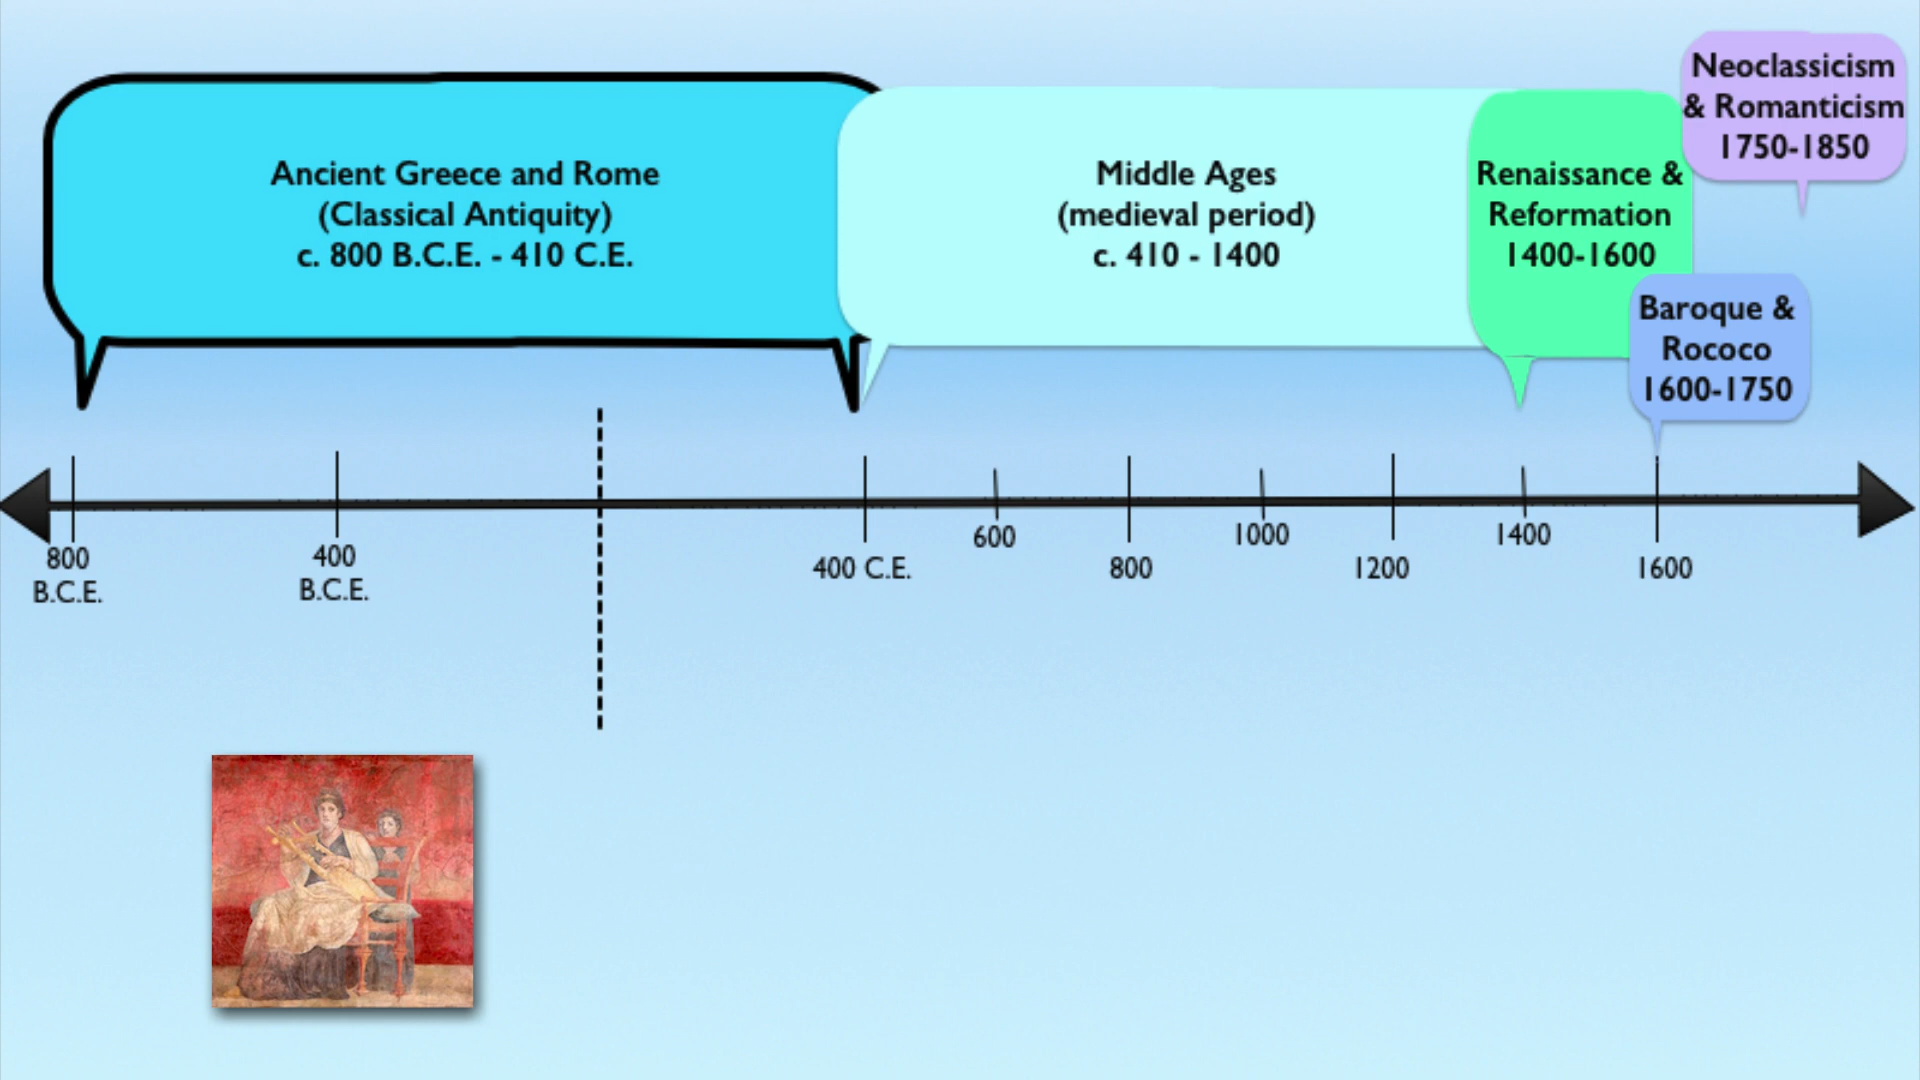 Ancient Greece and Rome
(Classical Antiquity)
c. 800 B.C.E. - 410 C.E.
Middle Ages
(medieval period)
c. 410 - 1400
Renaissance &
Reformation
1400-1600
Neoclassicism
& Romanticism
1750-1850
Baroque &
Rococo
1600-1750
800
B.C.E.
400
B.C.E.
400 C.E.
600
800
1000
1200
1400
1600